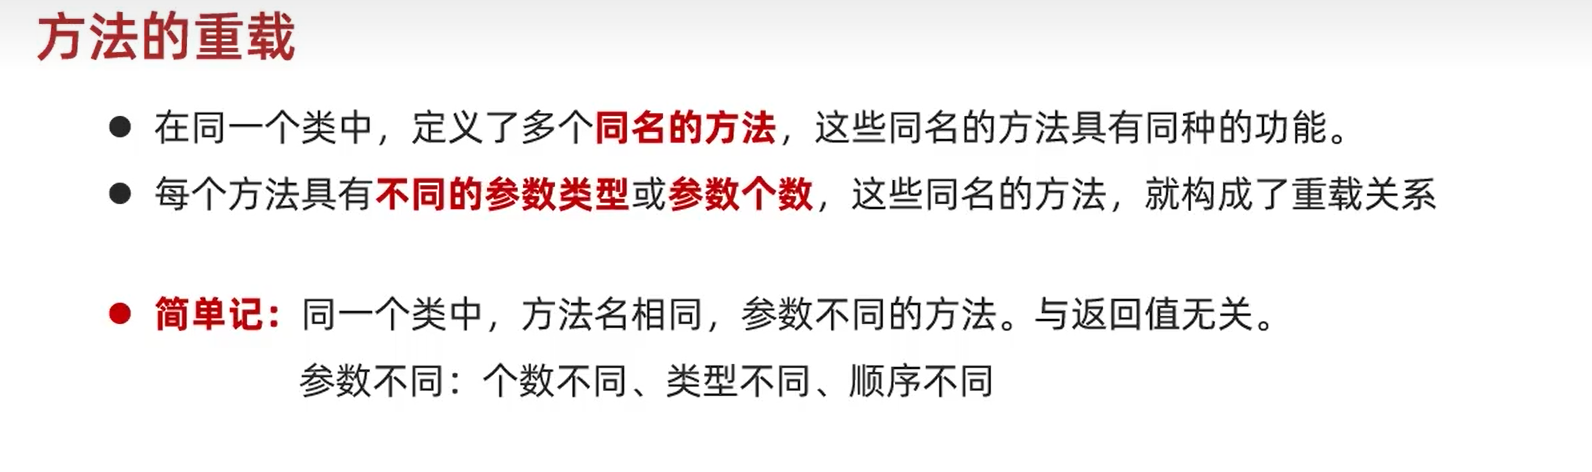 方法的重载
● 在同一个类中，定义了多个同名的方法，这些同名的方法具有同种的功能。
● 每个方法具有不同的参数类型或参数个数，这些同名的方法，就构成了重载关系
● 简单记：同一个类中，方法名相同，参数不同的方法。与返回值无关。
参数不同：个数不同、类型不同、顺序不同